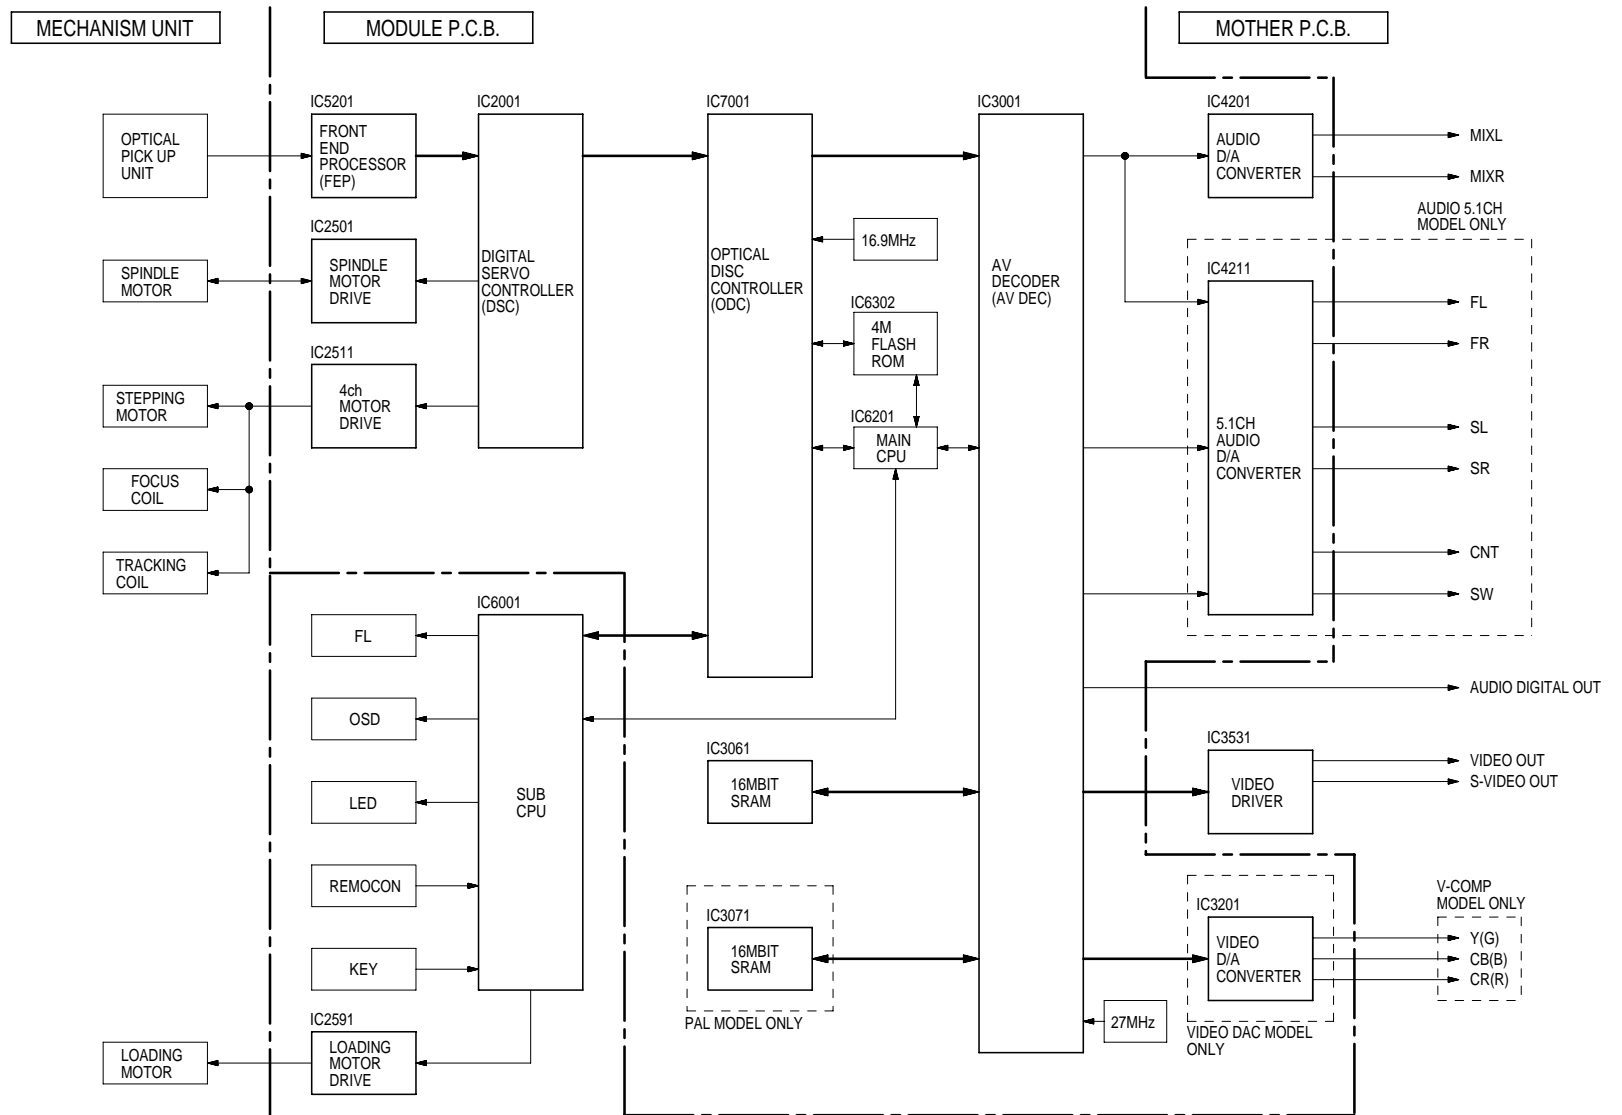 MECHANISM UNIT
MODULE P.C.B.
MOTHER P.C.B.
OPTICAL
PICK UP
UNIT
IC5201
FRONT
END
PROCESSOR
(FEP)
IC2001
DIGITAL
SERVO
CONTROLLER
(DSC)
IC7001
OPTICAL
DISC
CONTROLLER
(ODC)
IC3001
AV
DECODER
(AV DEC)
IC4201
AUDIO
D/A
CONVERTER
MIXL
MIXR
AUDIO 5.1CH
MODEL ONLY
SPINDLE
MOTOR
IC2501
SPINDLE
MOTOR
DRIVE
16.9MHz
IC6302
4M
FLASH
ROM
IC6201
MAIN
CPU
IC4211
5.1CH
AUDIO
D/A
CONVERTER
FL
FR
SL
SR
CNT
SW
STEPPING
MOTOR
IC2511
4ch
MOTOR
DRIVE
FOCUS
COIL
TRACKING
COIL
IC6001
SUB
CPU
FL
OSD
LED
REMOCON
KEY
AUDIO DIGITAL OUT
IC3061
16MBIT
SRAM
IC3531
VIDEO
DRIVER
VIDEO OUT
S-VIDEO OUT
IC3071
16MBIT
SRAM
PAL MODEL ONLY
IC3201
VIDEO
D/A
CONVERTER
VIDEO DAC MODEL
ONLY
V-COMP
MODEL ONLY
Y(G)
CB(B)
CR(R)
27MHz
LOADING
MOTOR
IC2591
LOADING
MOTOR
DRIVE